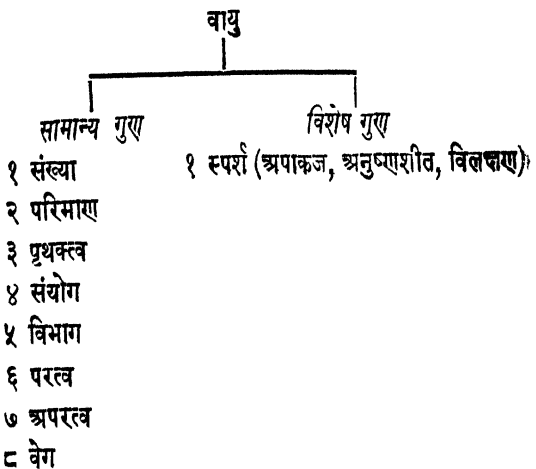 वायु
सामान्य गुण
विशेष गुण
१ संख्या
१ स्पर्श (अपाकज, अनुष्णशीत, विलक्षण)
२ परिमाण
३ पृथक्त्व
४ संयोग
५ विभाग
६ परत्व
७ अपरत्व
८ वेग